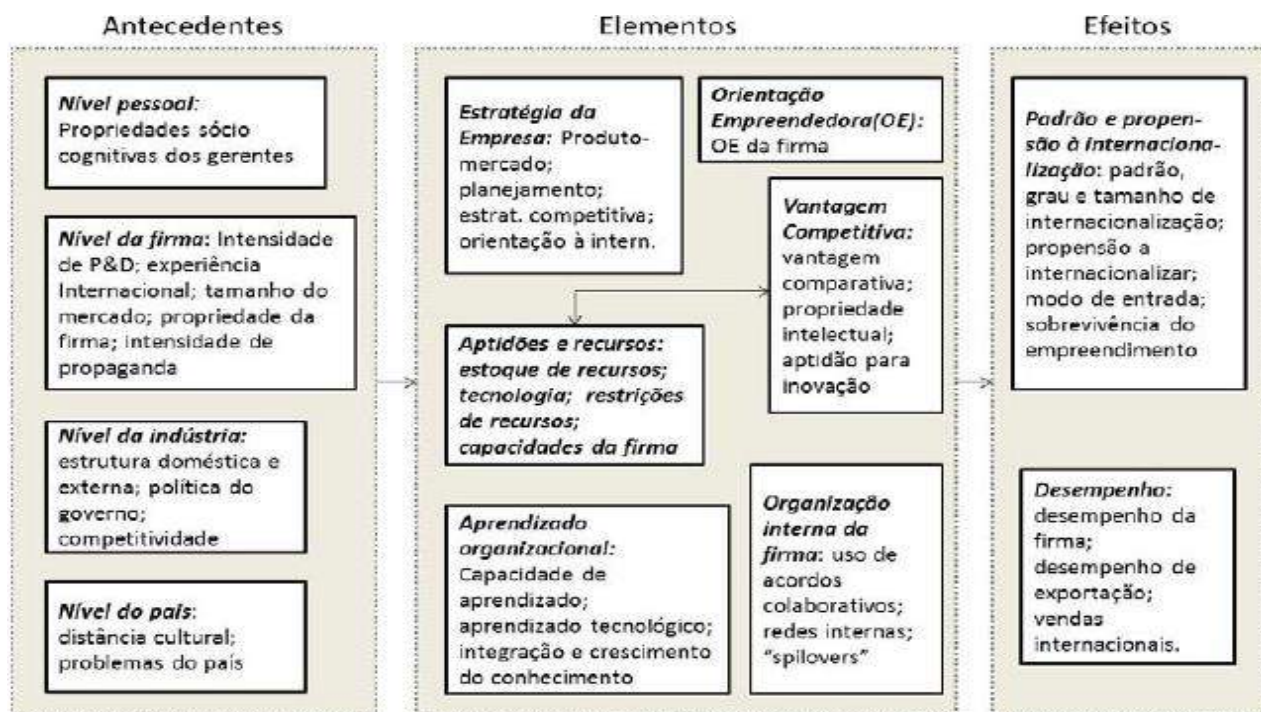 Antecedentes
Nível pessoal:
Propriedades sócio
cognitivas dos gerentes
Nível da firma: Intensidade
de P&D; experiência
Internacional; tamanho do
mercado; propriedade da
firma; intensidade de
propaganda
Nível da indústria:
estrutura doméstica e
externa; política do
governo;
competitividade
Nível do país:
distância cultural;
problemas do país
Elementos
Estratégia da
Empresa: Produto-
mercado;
planejamento;
estrat. competitiva;
orientação à intern.
Orientação
Empreendedora(OE):
OE da firma
Vantagem
Competitiva:
vantagem
comparativa;
propriedade
intelectual;
aptidão para
inovação
Aptidões e recursos:
estoque de recursos;
tecnologia; restrições
de recursos;
capacidades da firma
Aprendizado
organizacional:
Capacidade de
aprendizado;
aprendizado tecnológico;
integração e crescimento
do conhecimento
Organização
interna da
firma: uso de
acordos
colaborativos;
redes internas;
"spilovers"
Efeitos
Padrão e propen-
são à internaciona-
lização: padrão,
grau e tamanho de
internacionalização;
propensão a
internacionalizar;
modo de entrada;
sobrevivência do
empreendimento
Desempenho:
desempenho da
firma;
desempenho de
exportação;
vendas
internacionais.